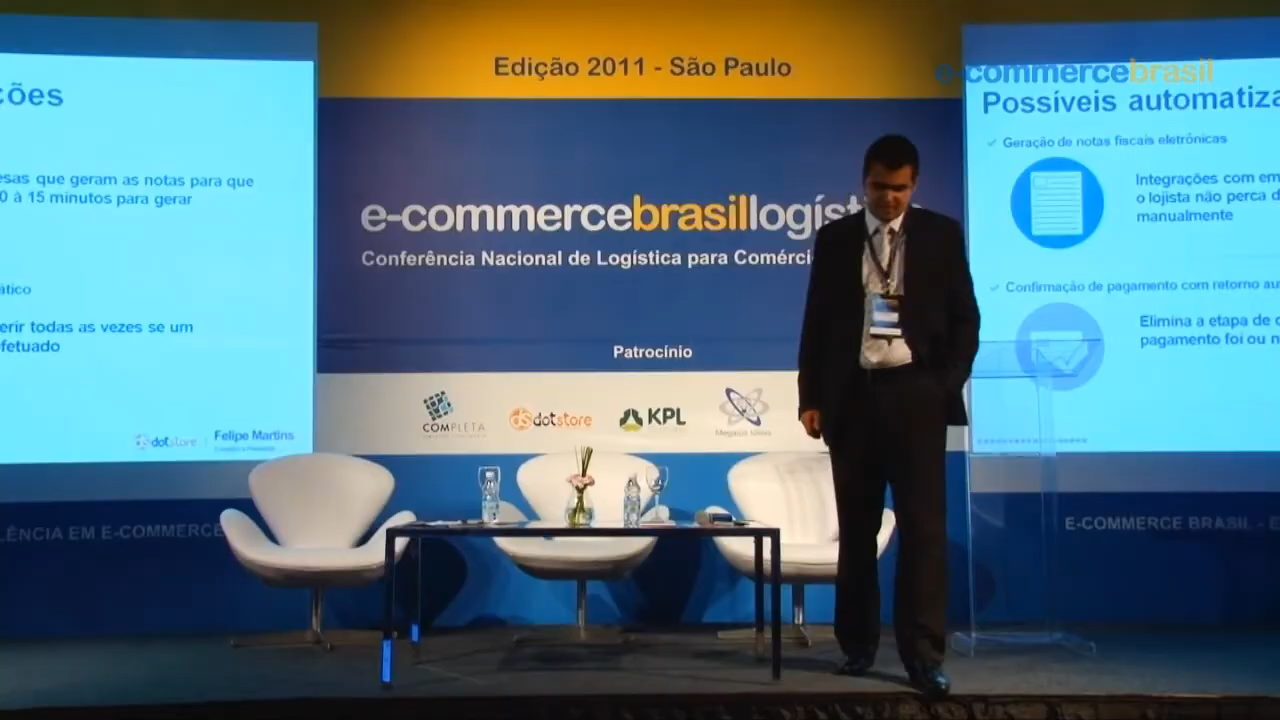 Edição 2011 - São Paulo
e-commercebrasil
ções
esas que geram as notas para que
0 à 15 minutos para gerar
ático
erir todas as vezes se um
fetuado
dotstore | Felipe Martins
e-commercebrasillogíst
Conferência Nacional de Logística para Comérci
Patrocínio
COMPLETA
ds dotstore
KPL
Possíveis automatiza
✓ Geração de notas fiscais eletrônicas
Integrações com em
o lojista não perca d
manualmente
✓ Confirmação de pagamento com retorno au
Elimina a etapa de c
pagamento foi ou n
LÊNCIA EM E-COMMERCE
E-COMMERCE BRASIL - E